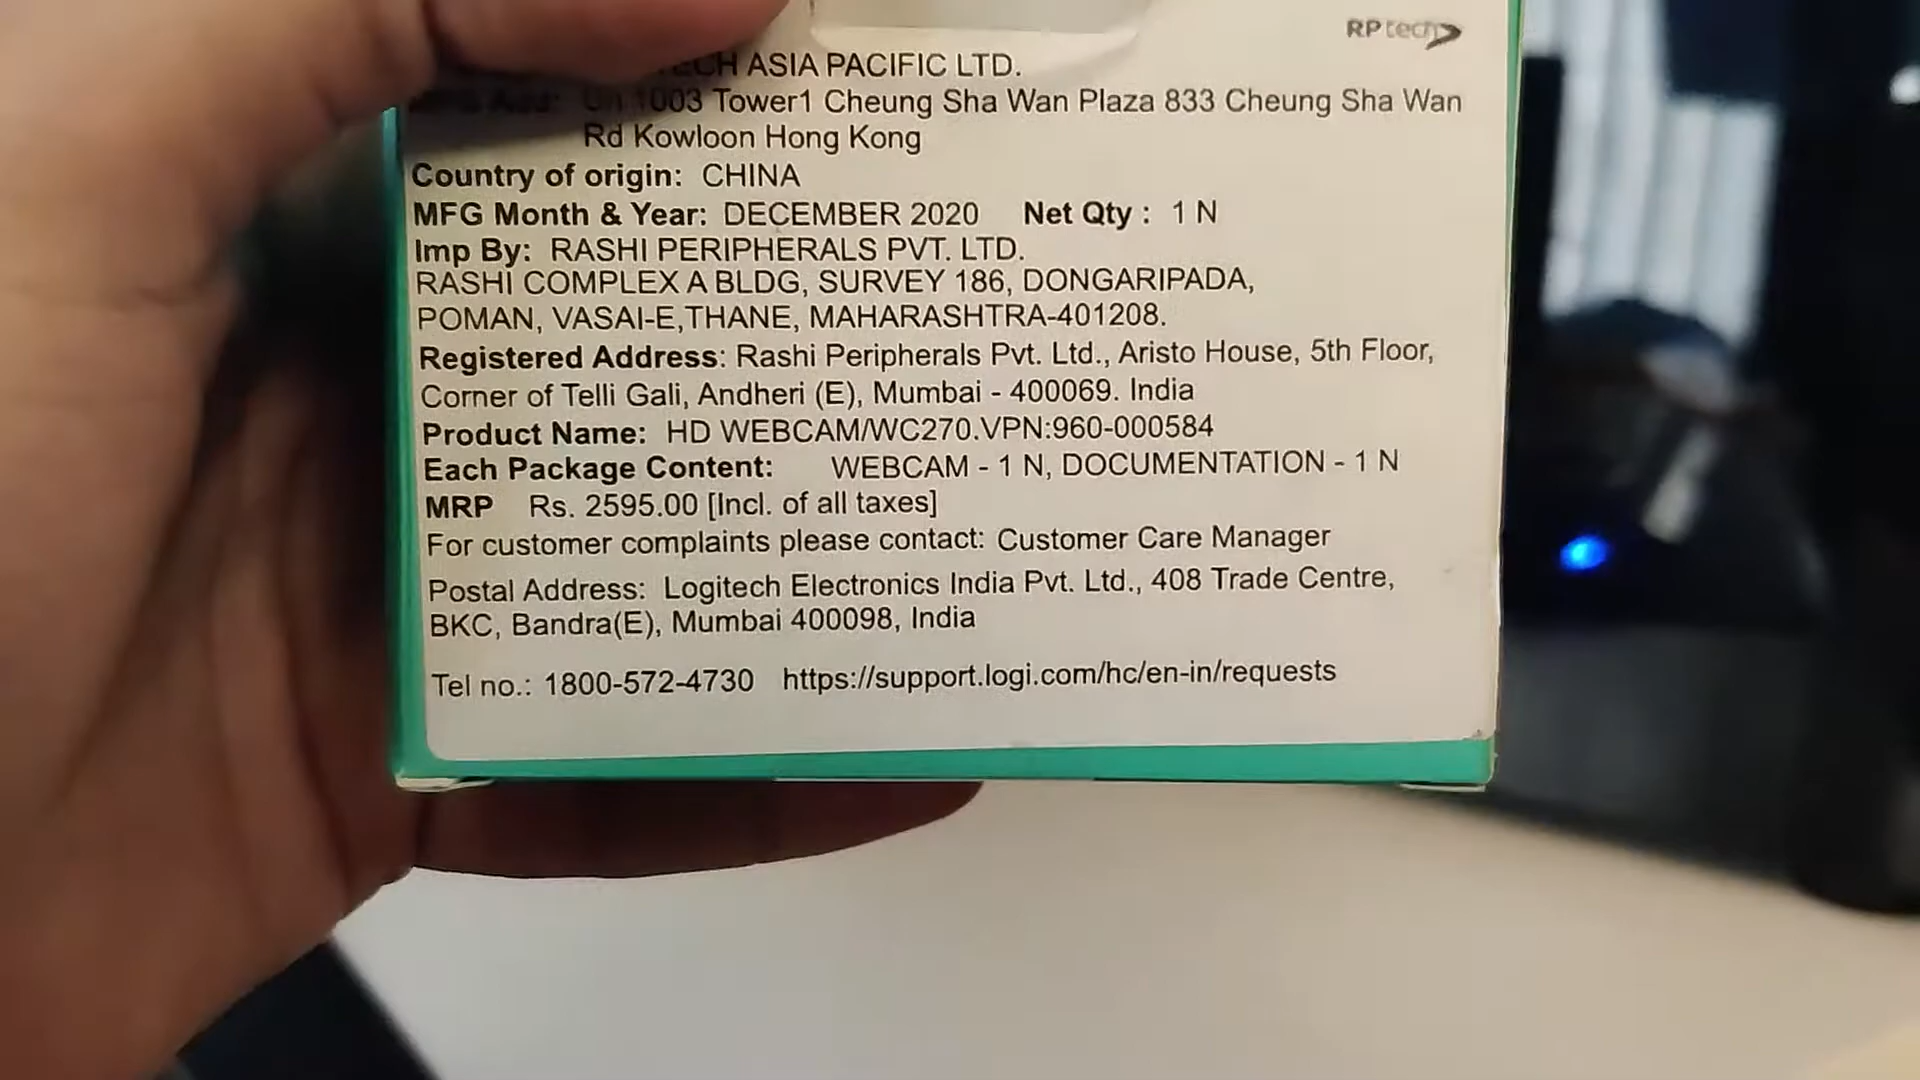 RP tech
ASIA PACIFIC LTD.
1003 Tower1 Cheung Sha Wan Plaza 833 Cheung Sha Wan
Rd Kowloon Hong Kong
Country of origin: CHINA
MFG Month & Year: DECEMBER 2020 Net Qty : 1 N
Imp By: RASHI PERIPHERALS PVT. LTD.
RASHI COMPLEX A BLDG, SURVEY 186, DONGARIPADA,
POMAN, VASAI-E,THANE, MAHARASHTRA-401208.
Registered Address: Rashi Peripherals Pvt. Ltd., Aristo House, 5th Floor,
Corner of Telli Gali, Andheri (E), Mumbai - 400069. India
Product Name: HD WEBCAM/WC270.VPN:960-000584
Each Package Content: WEBCAM - 1 N, DOCUMENTATION - 1 N
MRP Rs. 2595.00 [Incl. of all taxes]
For customer complaints please contact: Customer Care Manager
Postal Address: Logitech Electronics India Pvt. Ltd., 408 Trade Centre,
BKC, Bandra(E), Mumbai 400098, India
Tel no.: 1800-572-4730 https://support.logi.com/hc/en-in/requests